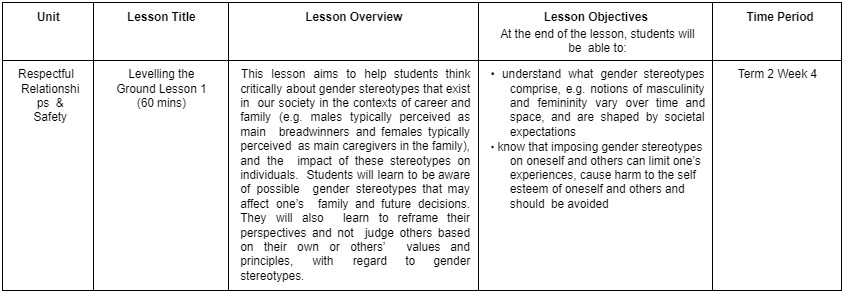 Unit
Lesson Title
Lesson Overview
Lesson Objectives
At the end of the lesson, students will
be able to:
Time Period
Respectful
Relationshi
ps &
Safety
Levelling the
Ground Lesson 1
(60 mins)
This lesson aims to help students think
critically about gender stereotypes that exist
in our society in the contexts of career and
family (e.g. males typically perceived as
main breadwinners and females typically
perceived as main caregivers in the family),
and the impact of these stereotypes on
individuals. Students will learn to be aware
of possible gender stereotypes that may
affect one's family and future decisions.
They will also learn to reframe their
perspectives and not judge others based
on their own or others' values and
principles, with regard to gender
stereotypes.
• understand what gender stereotypes
comprise, e.g. notions of masculinity
and femininity vary over time and
space, and are shaped by societal
expectations
• know that imposing gender stereotypes
on oneself and others can limit one's
experiences, cause harm to the self
esteem of oneself and others and
should be avoided
Term 2 Week 4